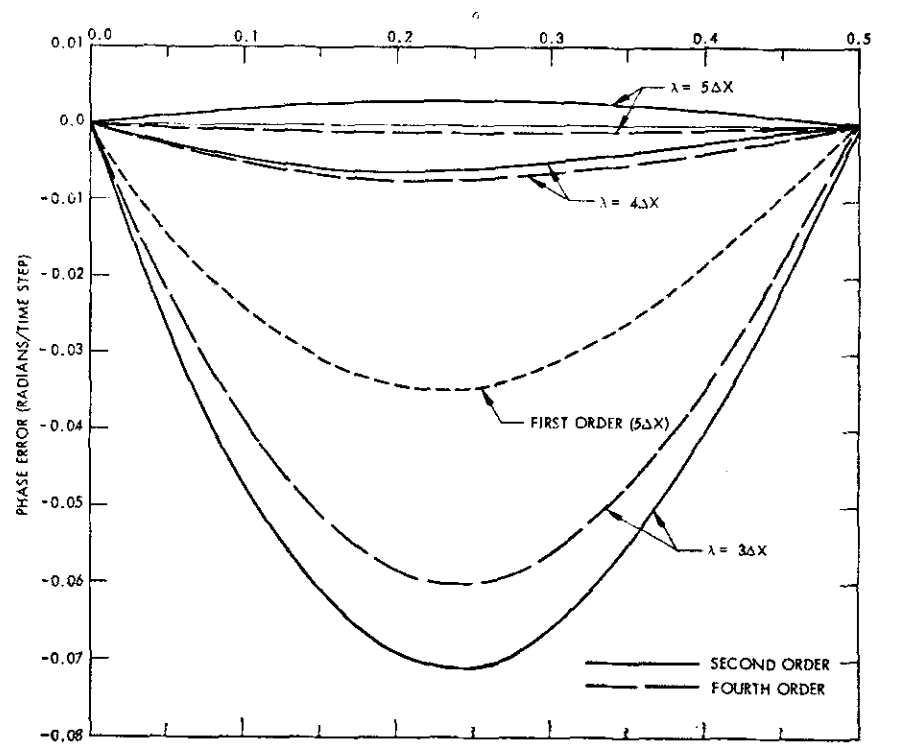 σ
0.0 0.1 0.2 0.3 0.4 0.5
0.01
0.0
-0.01
-0.02
-0.03
-0.04
-0.05
-0.06
-0.07
-0.08
PHASE ERROR (RADIANS/TIME STEP)
λ = 5ΔX
λ = 4ΔX
FIRST ORDER (5ΔX)
λ = 3ΔX
SECOND ORDER
FOURTH ORDER